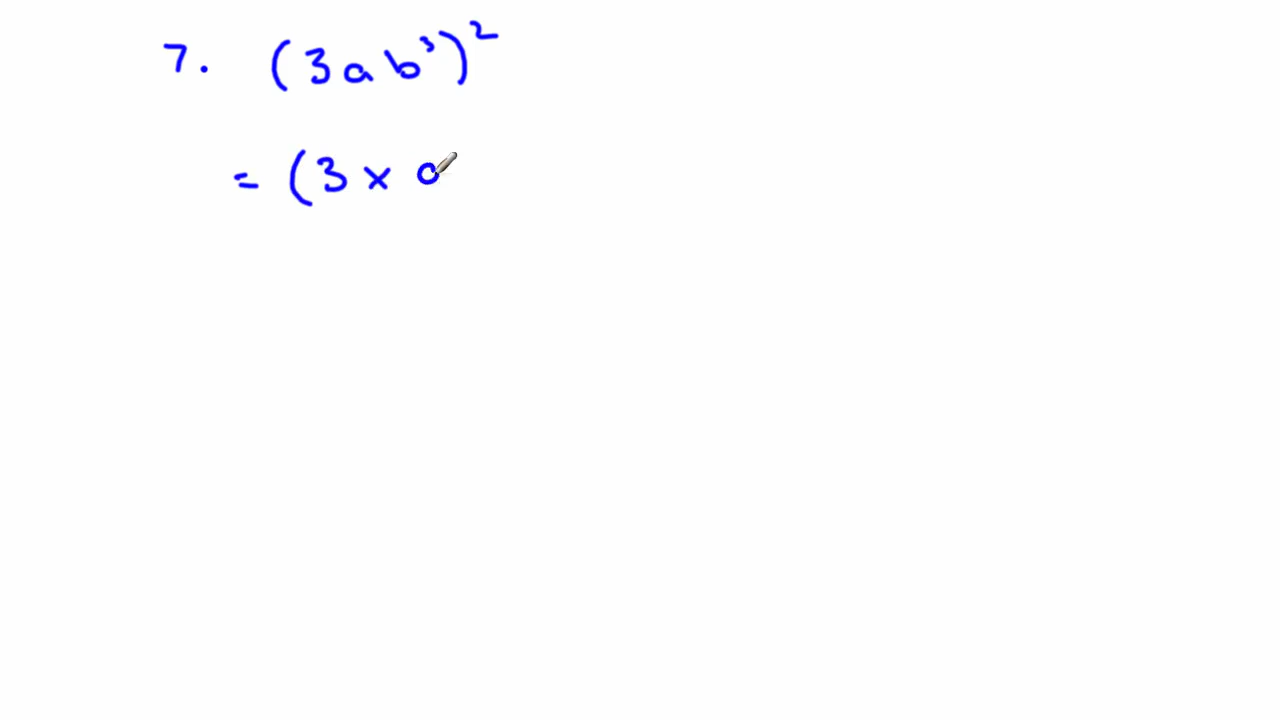 7. (3ab³)²
= (3 × a